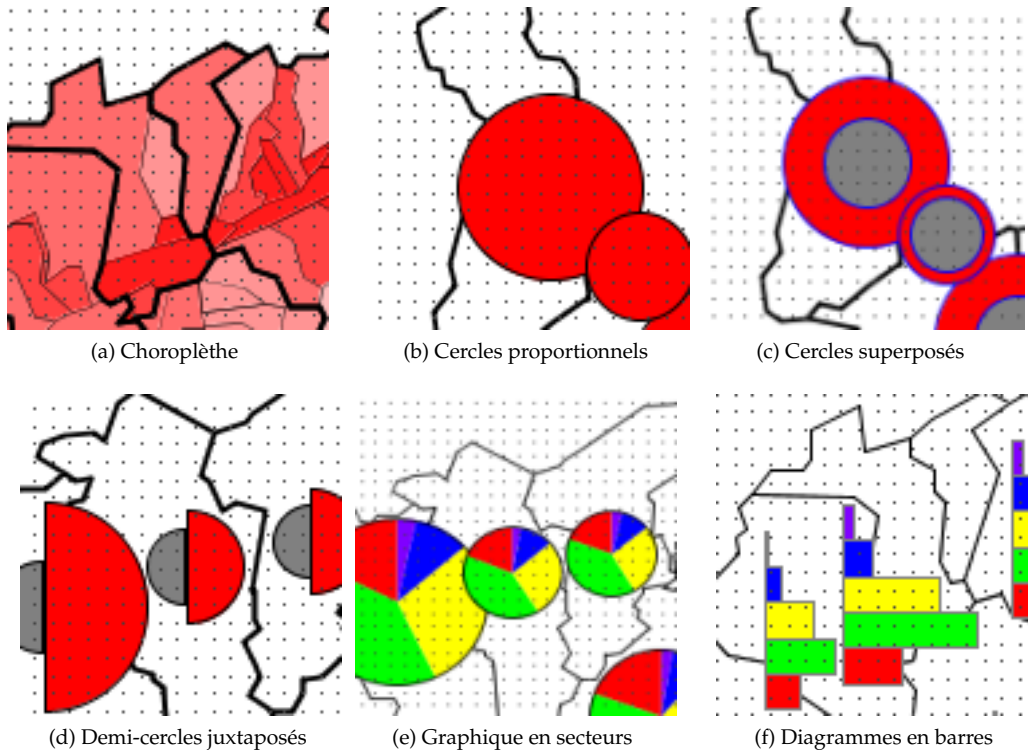 (a) Choroplèthe
(b) Cercles proportionnels
(c) Cercles superposés
(d) Demi-cercles juxtaposés
(e) Graphique en secteurs
(f) Diagrammes en barres